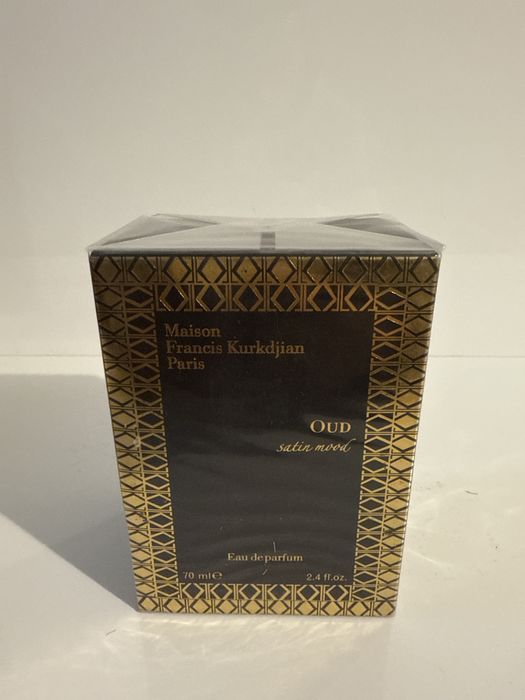 Maison
Francis Kurkdjian
Paris
OUD
satin mood
Eau de parfum
70 ml℮ 2.4 fl.oz.